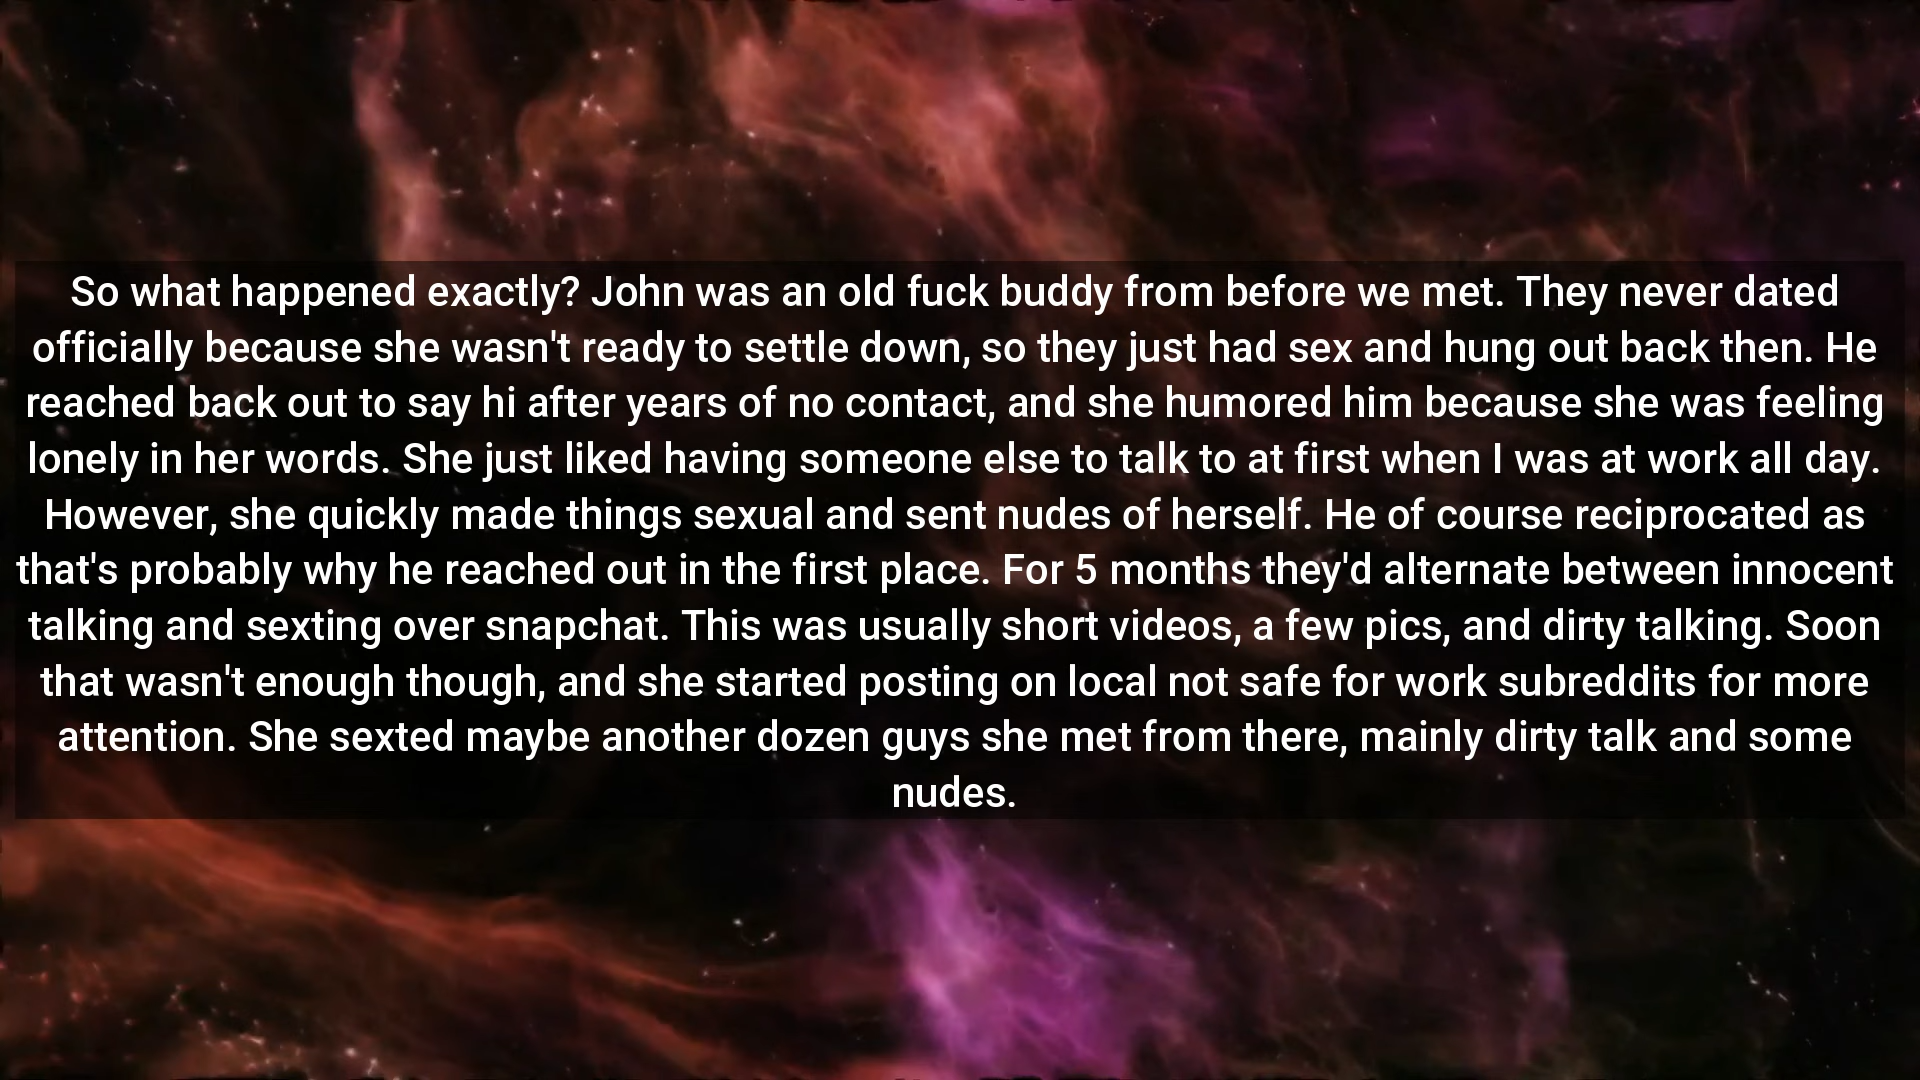 So what happened exactly? John was an old fuck buddy from before we met. They never dated
officially because she wasn't ready to settle down, so they just had sex and hung out back then. He
reached back out to say hi after years of no contact, and she humored him because she was feeling
lonely in her words. She just liked having someone else to talk to at first when I was at work all day.
However, she quickly made things sexual and sent nudes of herself. He of course reciprocated as
that's probably why he reached out in the first place. For 5 months they'd alternate between innocent
talking and sexting over snapchat. This was usually short videos, a few pics, and dirty talking. Soon
that wasn't enough though, and she started posting on local not safe for work subreddits for more
attention. She sexted maybe another dozen guys she met from there, mainly dirty talk and some
nudes.